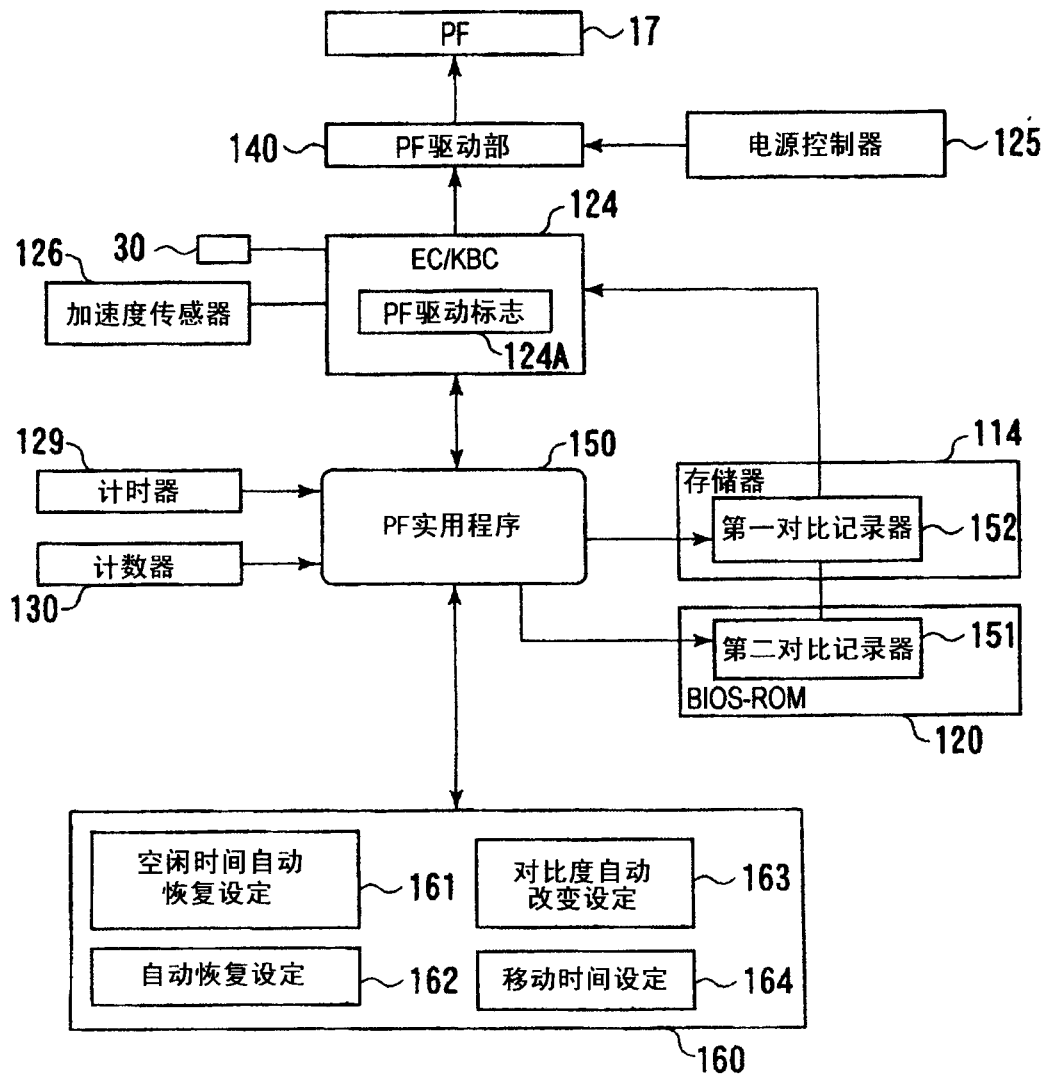 PF
17
140
PF驱动部
电源控制器
125
124
30
EC/KBC
126
加速度传感器
PF驱动标志
124A
129
计时器
150
PF实用程序
计数器
130
114
存储器
第一对比记录器
152
第二对比记录器
151
BIOS-ROM
120
空闲时间自动
恢复设定
161
对比度自动
改变设定
163
自动恢复设定
162
移动时间设定
164
160